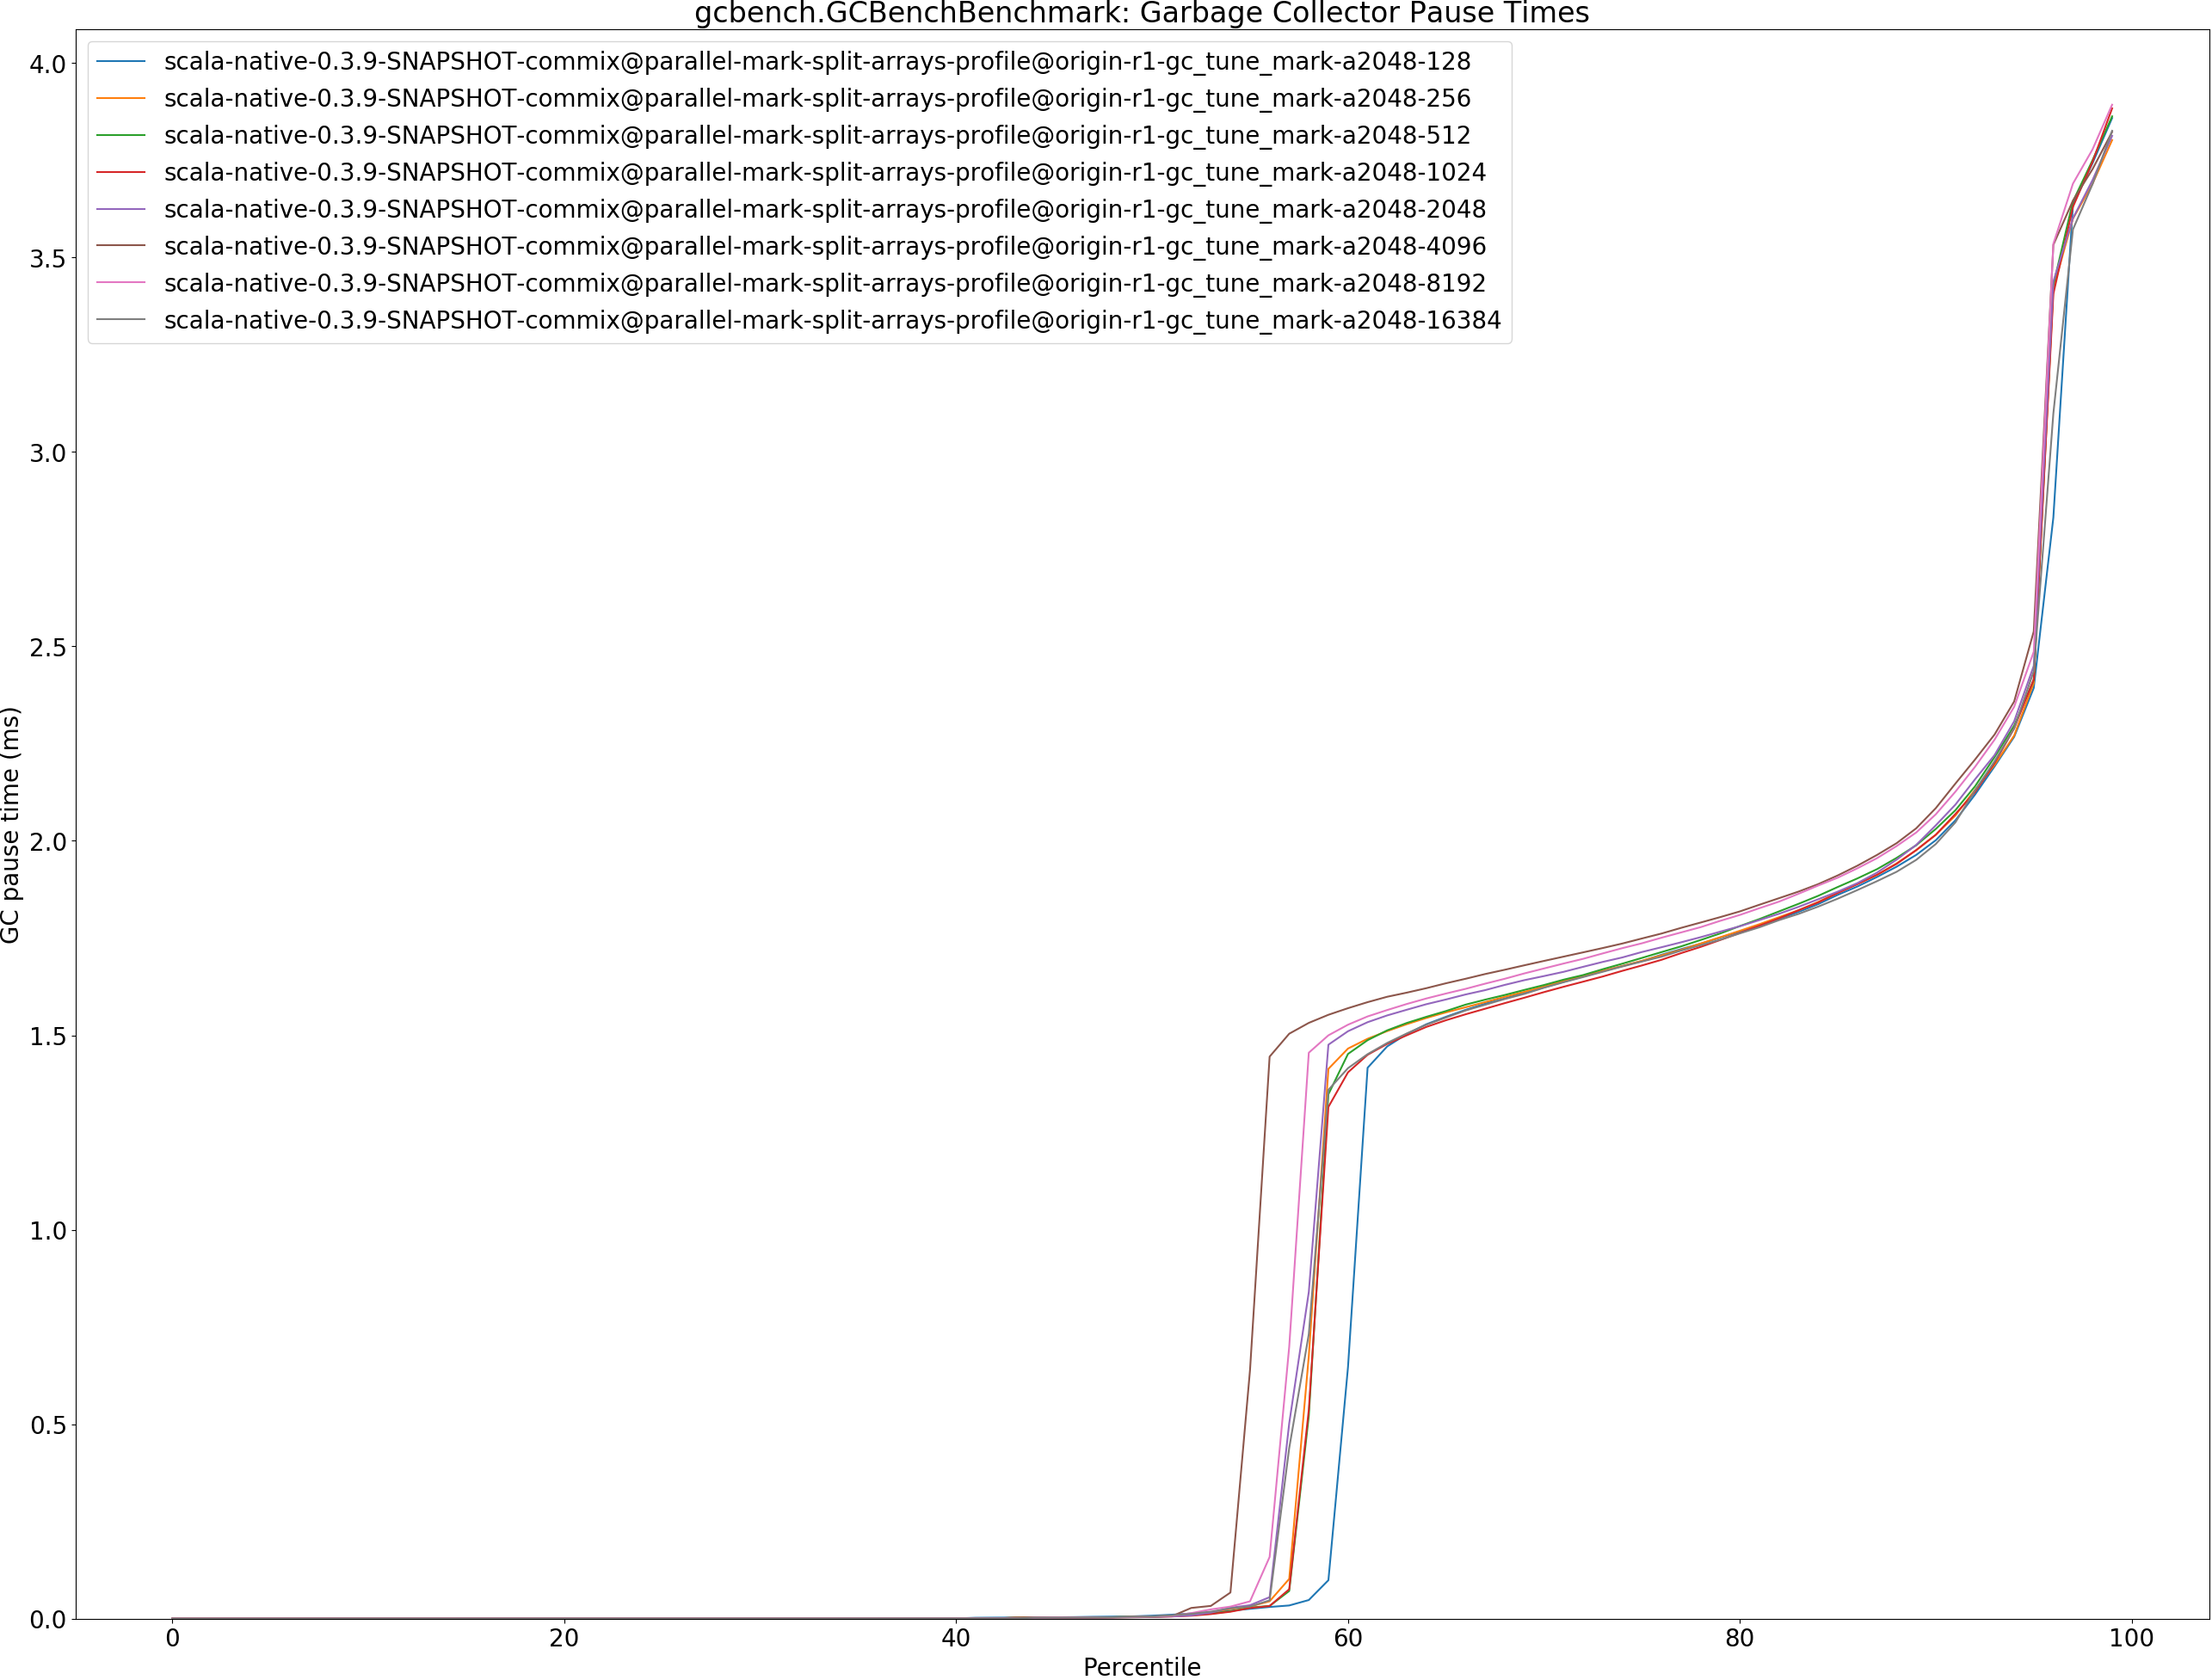 gcbench.GCBenchBenchmark: Garbage Collector Pause Times
scala-native-0.3.9-SNAPSHOT-commix@parallel-mark-split-arrays-profile@origin-r1-gc_tune_mark-a2048-128
scala-native-0.3.9-SNAPSHOT-commix@parallel-mark-split-arrays-profile@origin-r1-gc_tune_mark-a2048-256
scala-native-0.3.9-SNAPSHOT-commix@parallel-mark-split-arrays-profile@origin-r1-gc_tune_mark-a2048-512
scala-native-0.3.9-SNAPSHOT-commix@parallel-mark-split-arrays-profile@origin-r1-gc_tune_mark-a2048-1024
scala-native-0.3.9-SNAPSHOT-commix@parallel-mark-split-arrays-profile@origin-r1-gc_tune_mark-a2048-2048
scala-native-0.3.9-SNAPSHOT-commix@parallel-mark-split-arrays-profile@origin-r1-gc_tune_mark-a2048-4096
scala-native-0.3.9-SNAPSHOT-commix@parallel-mark-split-arrays-profile@origin-r1-gc_tune_mark-a2048-8192
scala-native-0.3.9-SNAPSHOT-commix@parallel-mark-split-arrays-profile@origin-r1-gc_tune_mark-a2048-16384
GC pause time (ms)
4.0
3.5
3.0
2.5
2.0
1.5
1.0
0.5
0.0
0 20 40 60 80 100
Percentile